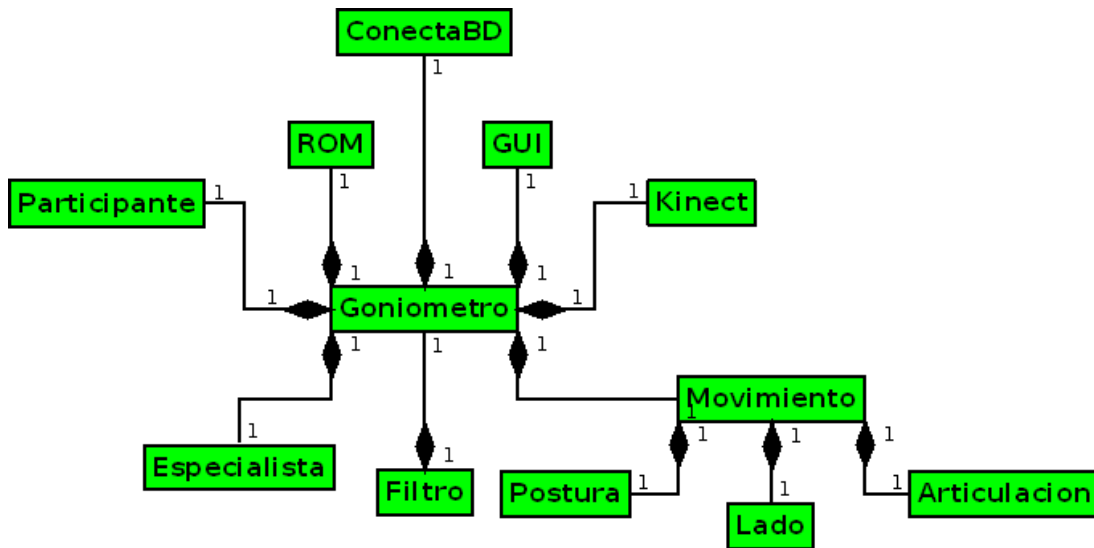 ConectaBD
1
ROM
GUI
1
1
Participante
1
1
Kinect
1
1
1
1
Goniometro
1
1
1
1
1
Movimiento
1
1
Especialista
1
Filtro
1
1
1
Postura
1
1
Lado
1
Articulacion